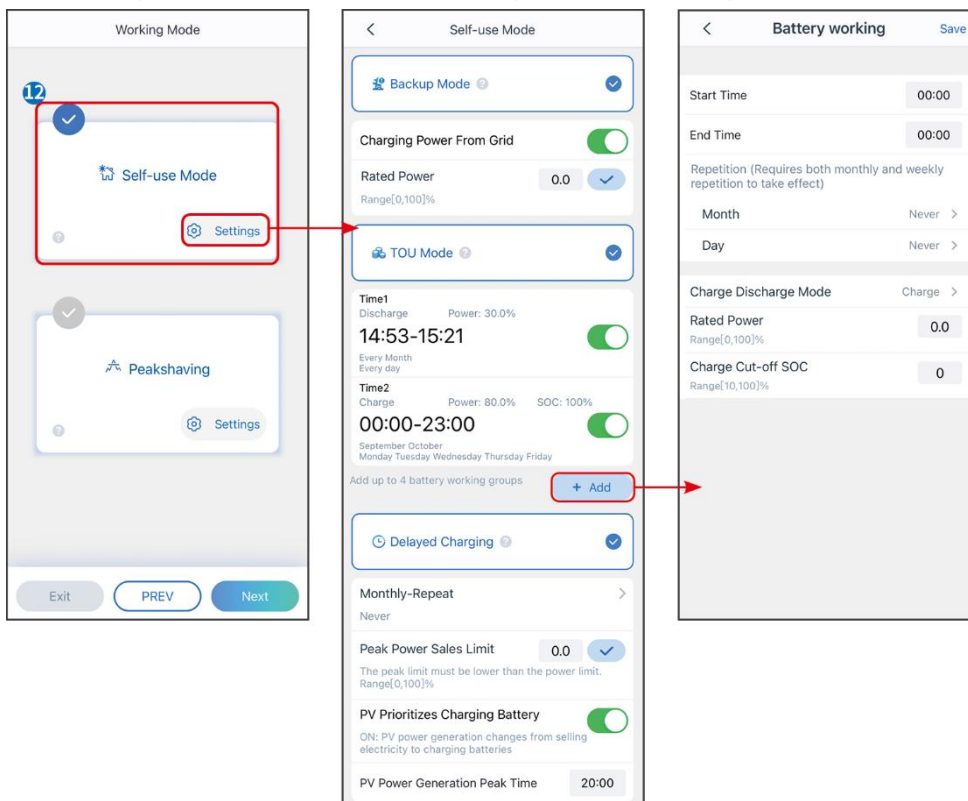 Working Mode
12
Self-use Mode
Settings
Peakshaving
Settings
Exit
PREV
Next
Self-use Mode
Backup Mode
Charging Power From Grid
Rated Power
0.0
Range[0,100]%
TOU Mode
Time1
Discharge Power: 30.0%
14:53-15:21
Every Month
Every day
Time2
Charge Power: 80.0% SOC: 100%
00:00-23:00
September October
Monday Tuesday Wednesday Thursday Friday
Add up to 4 battery working groups
+ Add
Delayed Charging
Monthly-Repeat
Never
Peak Power Sales Limit
0.0
The peak limit must be lower than the power limit.
Range[0,100]%
PV Prioritizes Charging Battery
ON: PV power generation changes from selling
electricity to charging batteries
PV Power Generation Peak Time 20:00
Battery working Save
Start Time 00:00
End Time 00:00
Repetition (Requires both monthly and weekly
repetition to take effect)
Month Never >
Day Never >
Charge Discharge Mode Charge >
Rated Power
0.0
Range[0,100]%
Charge Cut-off SOC
0
Range[10,100]%